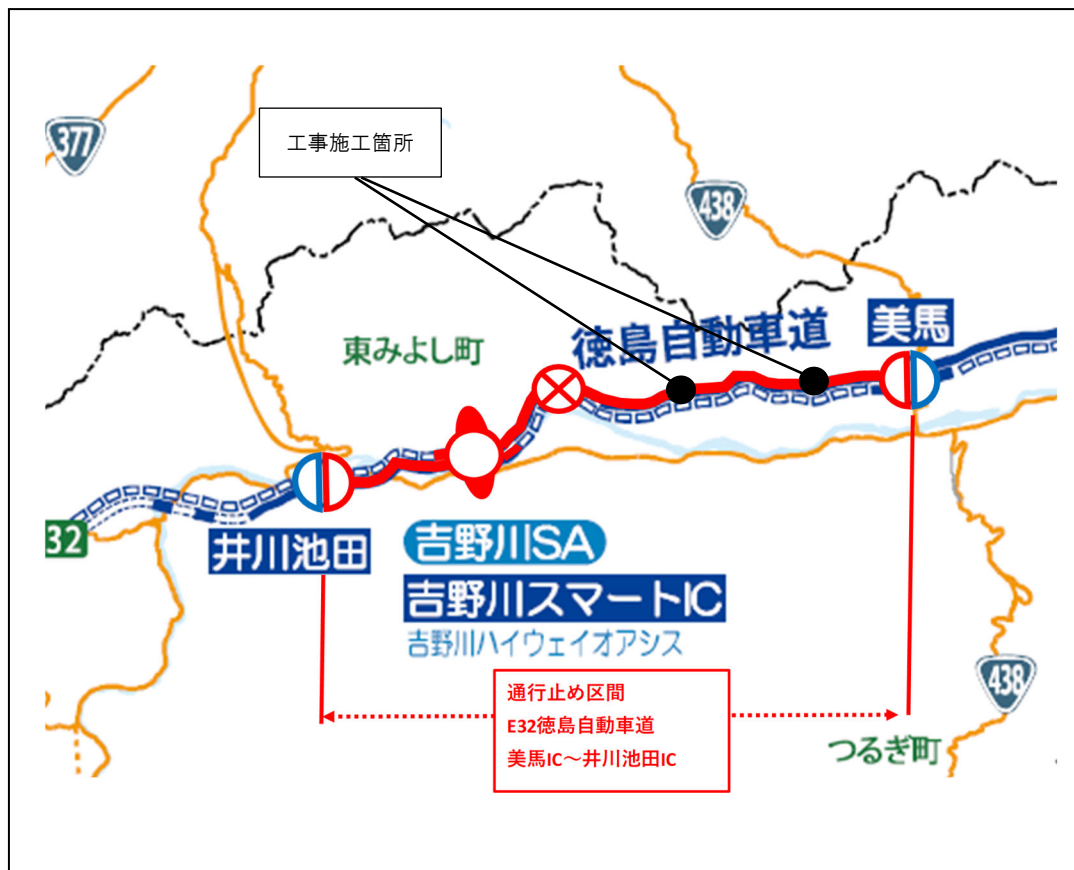 377
工事施工箇所
438
美馬
徳島自動車道
東みよし町
32
井川池田
吉野川SA
吉野川スマートIC
吉野川ハイウェイオアシス
通行止め区間
E32徳島自動車道
美馬IC~井川池田IC
438
つるぎ町